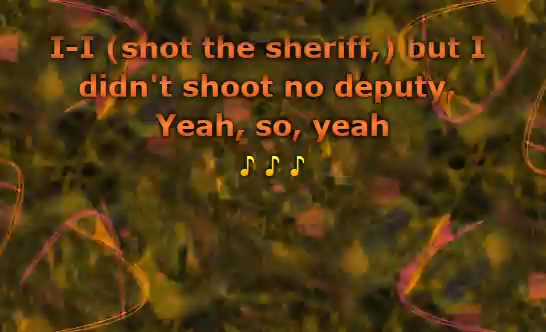 I-I (shot the sheriff,) but I
didn't shoot no deputy,
Yeah, so, yeah
♪ ♪ ♪